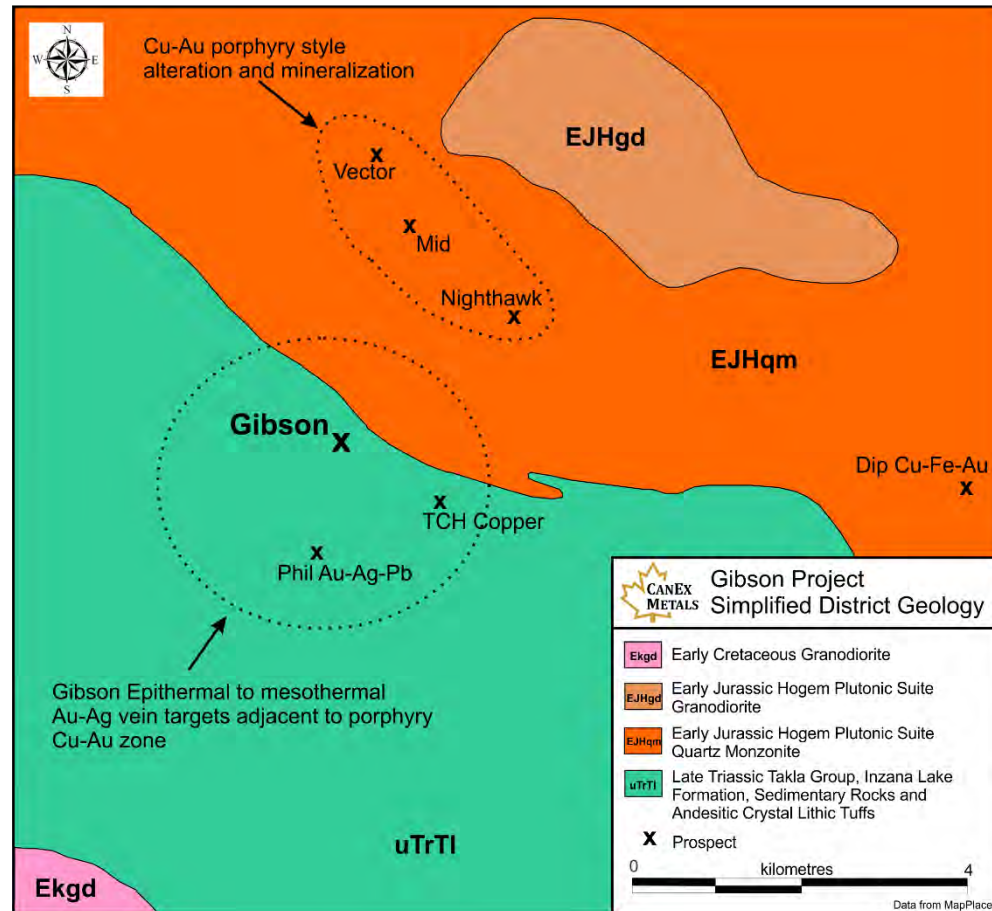 N
W
E
S
Cu-Au porphyry style
alteration and mineralization
EJHgd
x
Vector
x
Mid
Nighthawk
x
EJHqm
Gibson x
Dip Cu-Fe-Au
x
x
TCH Copper
x
Phil Au-Ag-Pb
Gibson Epithermal to mesothermal
Au-Ag vein targets adjacent to porphyry
Cu-Au zone
uTrTl
Ekgd
CANEX
METALS
Gibson Project
Simplified District Geology
Ekgd Early Cretaceous Granodiorite
EJHgd Early Jurassic Hogem Plutonic Suite
Granodiorite
EJHqm Early Jurassic Hogem Plutonic Suite
Quartz Monzonite
uTrTl Late Triassic Takla Group, Inzana Lake
Formation, Sedimentary Rocks and
Andesitic Crystal Lithic Tuffs
x Prospect
0 kilometres 4
Data from MapPlace